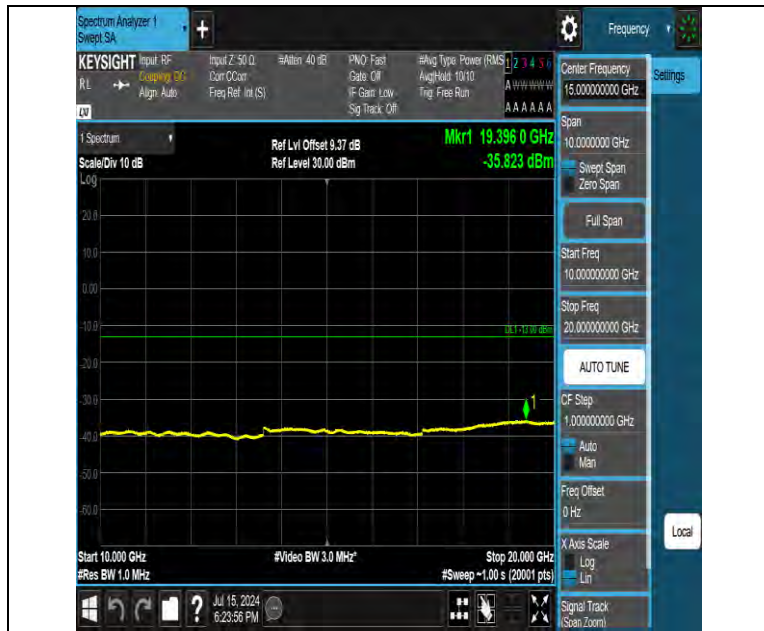 Spectrum Analyzer 1
Swept SA
+
Frequency
KEYSIGHT
RL
Input: RF
Coupling: DC
Align: Auto
Input Z: 50 Ω
Corr CCorr
Freq Ref: Int (S)
#Atten: 40 dB
PNO: Fast
Gate: Off
IF Gain: Low
Sig Track: Off
#Avg Type: Power (RMS
Avg|Hold: 10/10
Trig: Free Run
1 2 3 4 5 6
A W W W W W
A A A A A A
Settings
1 Spectrum
Scale/Div 10 dB
Log
Ref Lvl Offset 9.37 dB
Ref Level 30.00 dBm
Mkr1 19.396 0 GHz
-35.823 dBm
20.0
10.0
0.00
-10.0
-20.0
-30.0
-40.0
-50.0
-60.0
DL1 -13.00 dBm
1
Start 10.000 GHz
#Res BW 1.0 MHz
#Video BW 3.0 MHz*
Stop 20.000 GHz
#Sweep ~1.00 s (20001 pts)
Center Frequency
15.000000000 GHz
Span
10.0000000 GHz
Swept Span
Zero Span
Full Span
Start Freq
10.000000000 GHz
Stop Freq
20.000000000 GHz
AUTO TUNE
CF Step
1.000000000 GHz
Auto
Man
Freq Offset
0 Hz
X Axis Scale
Log
Lin
Signal Track
(Span Zoom)
Local
?
Jul 15, 2024
6:23:56 PM